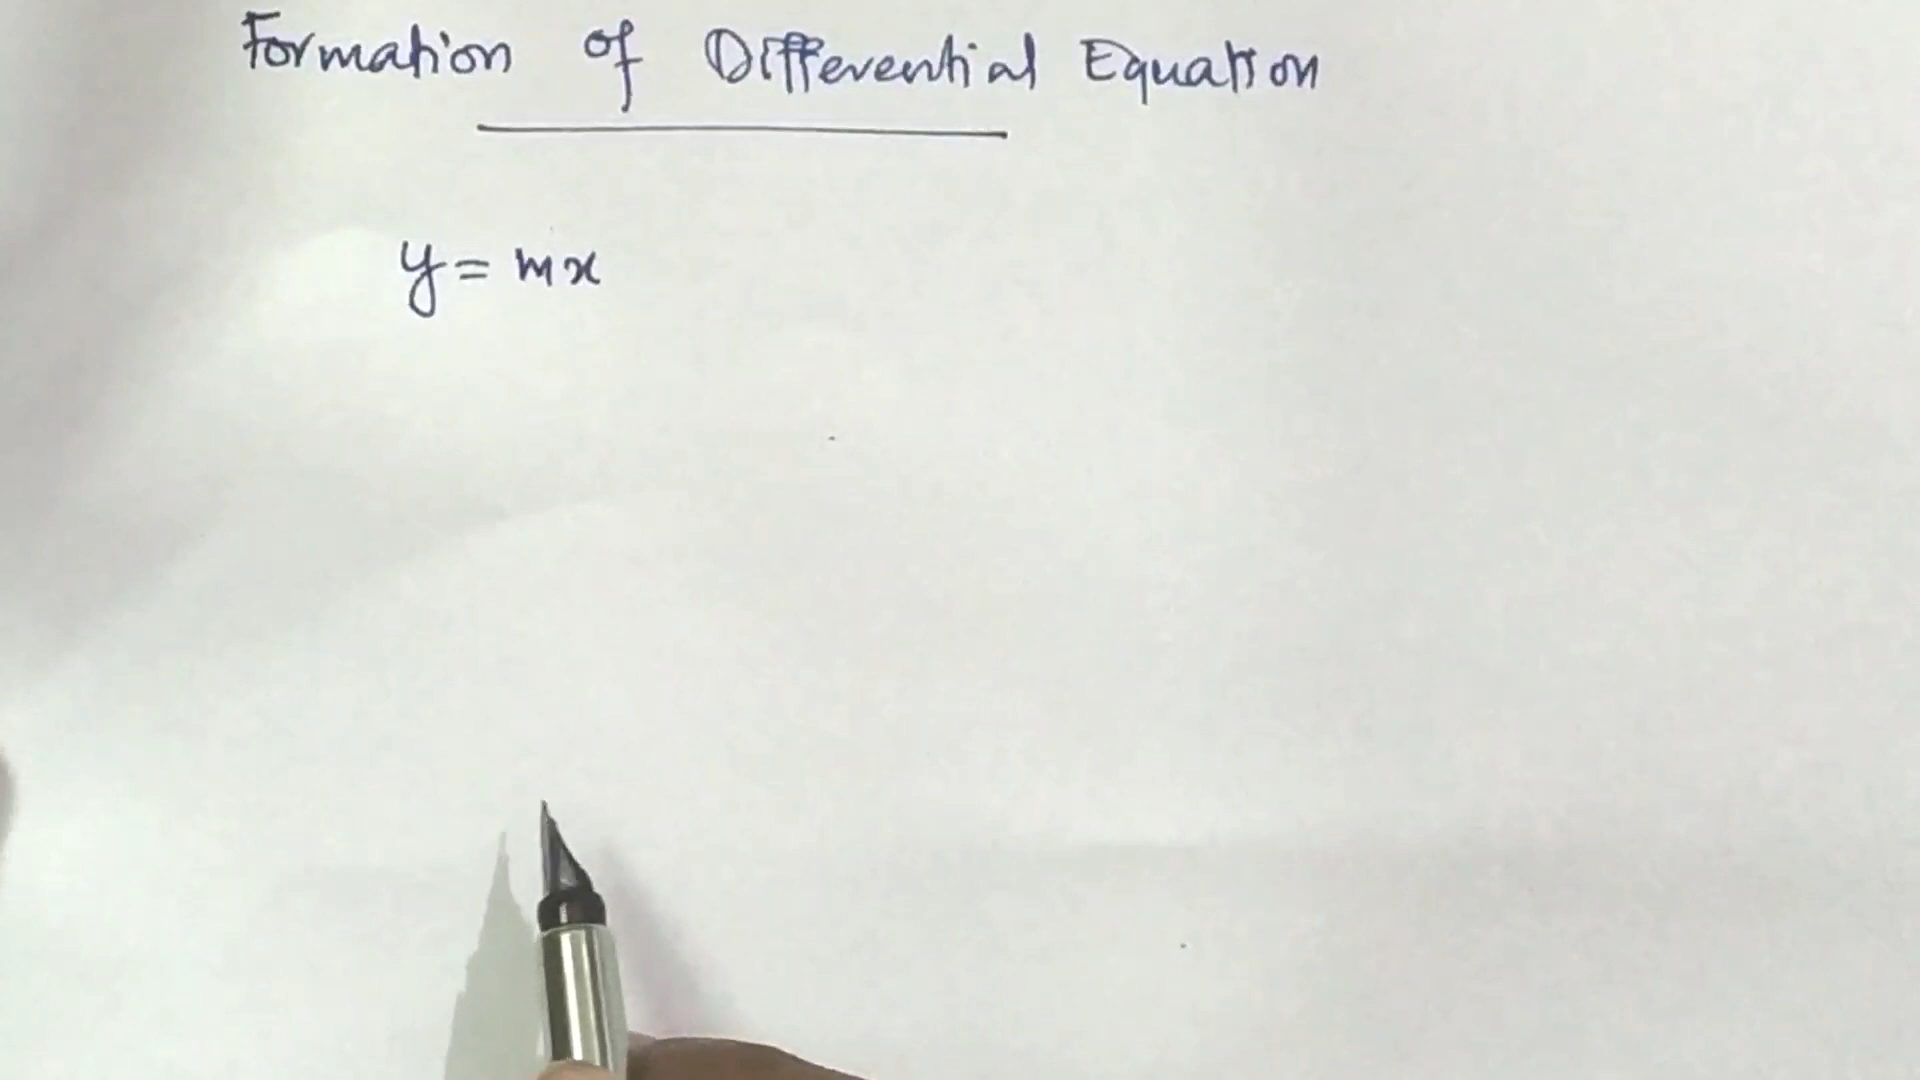 Formation of Differential Equation
y = mx